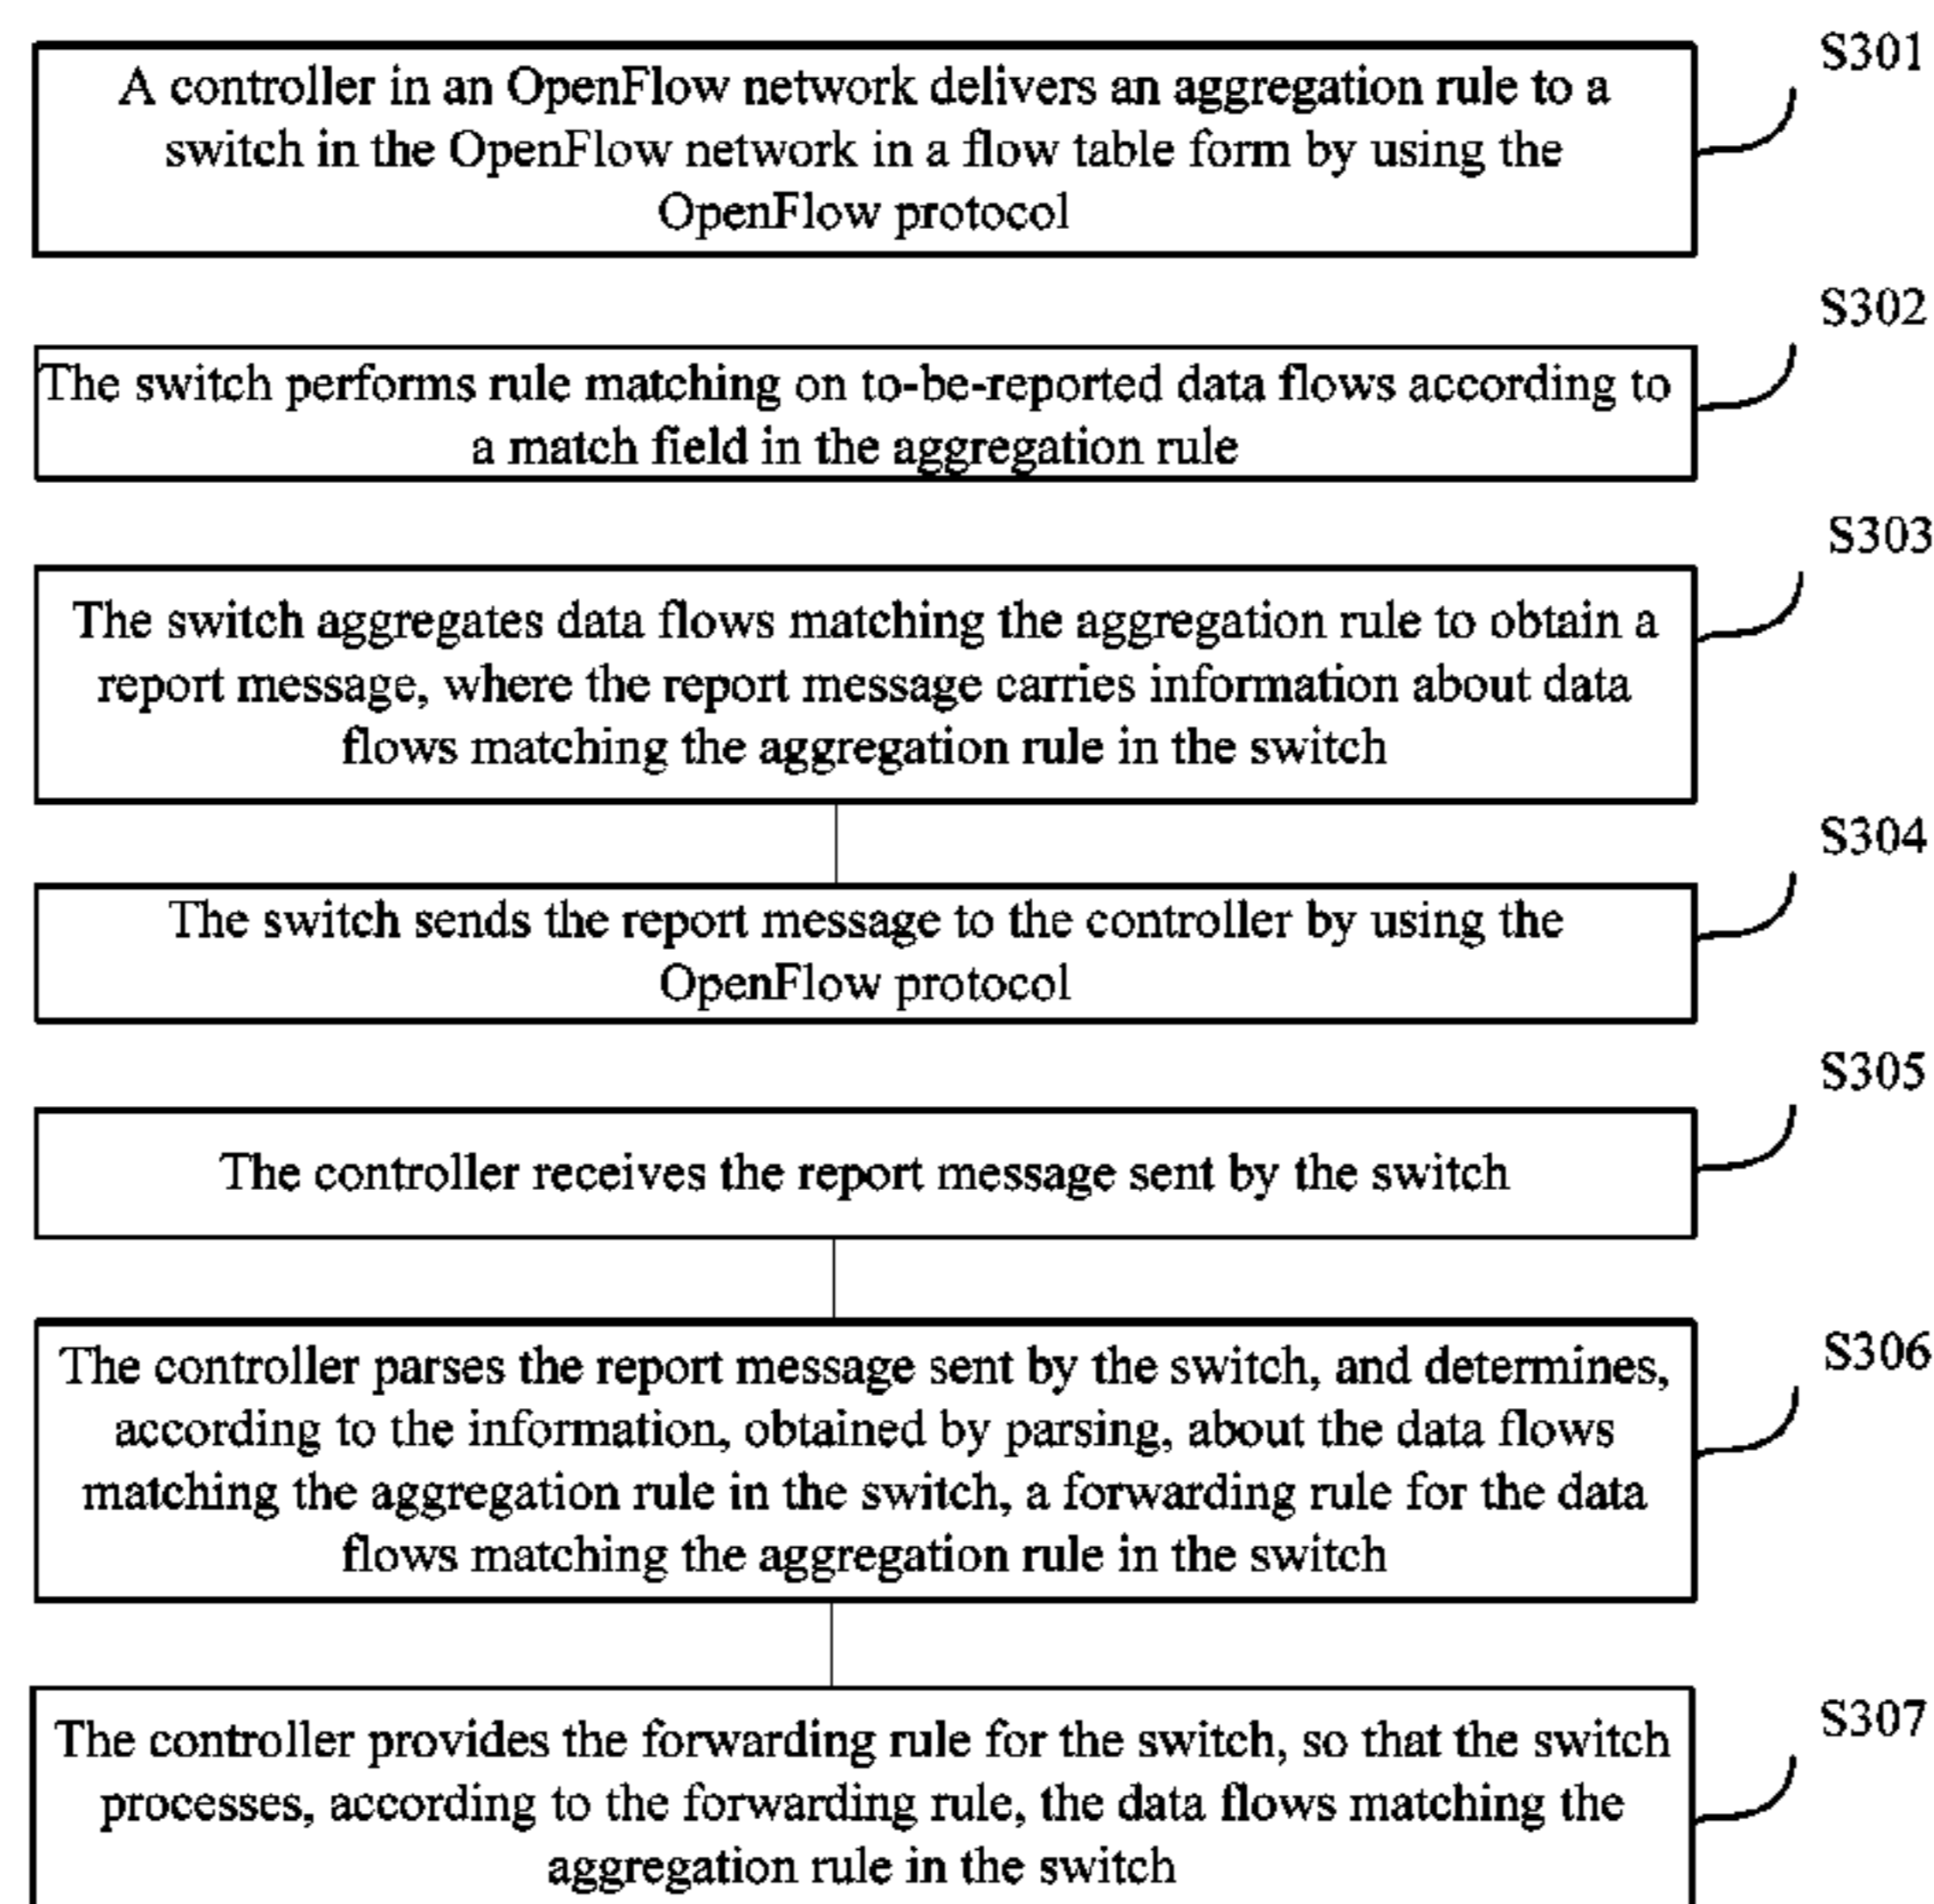 S301
A controller in an OpenFlow network delivers an aggregation rule to a
switch in the OpenFlow network in a flow table form by using the
OpenFlow protocol
S302
The switch performs rule matching on to-be-reported data flows according to
a match field in the aggregation rule
S303
The switch aggregates data flows matching the aggregation rule to obtain a
report message, where the report message carries information about data
flows matching the aggregation rule in the switch
S304
The switch sends the report message to the controller by using the
OpenFlow protocol
S305
The controller receives the report message sent by the switch
S306
The controller parses the report message sent by the switch, and determines,
according to the information, obtained by parsing, about the data flows
matching the aggregation rule in the switch, a forwarding rule for the data
flows matching the aggregation rule in the switch
S307
The controller provides the forwarding rule for the switch, so that the switch
processes, according to the forwarding rule, the data flows matching the
aggregation rule in the switch